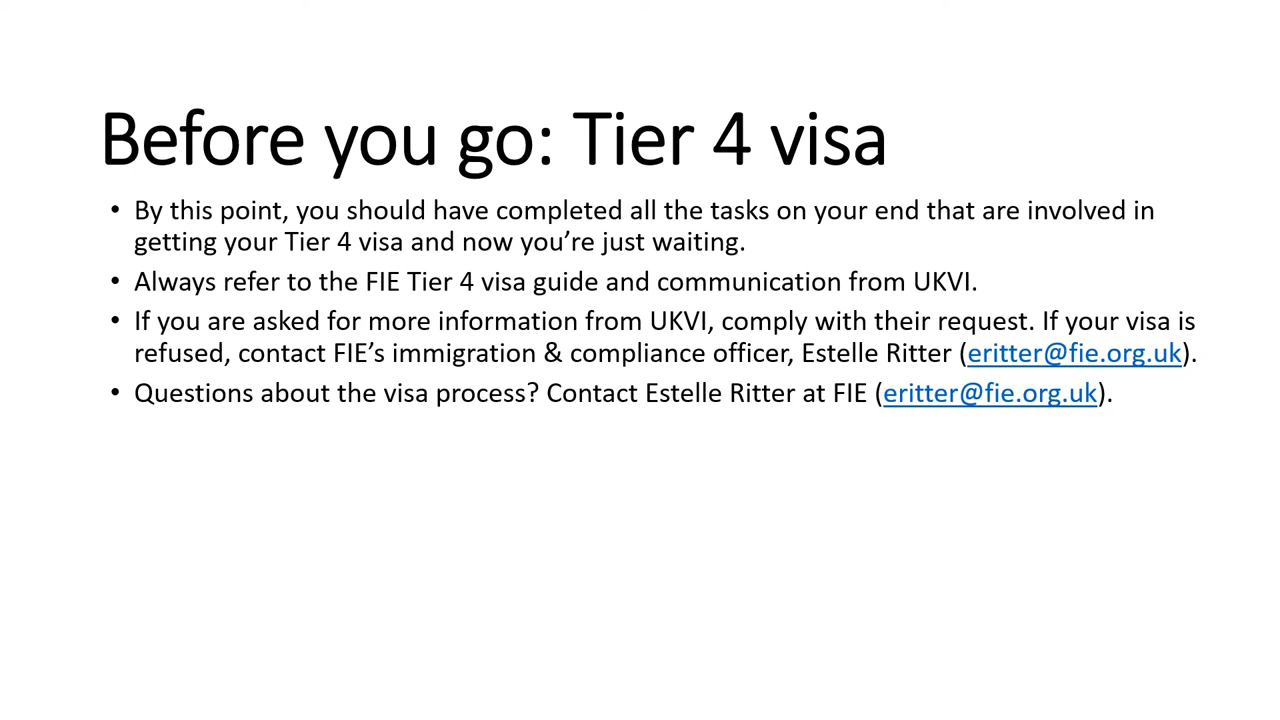 Before you go: Tier 4 visa
• By this point, you should have completed all the tasks on your end that are involved in
getting your Tier 4 visa and now you’re just waiting.
• Always refer to the FIE Tier 4 visa guide and communication from UKVI.
• If you are asked for more information from UKVI, comply with their request. If your visa is
refused, contact FIE’s immigration & compliance officer, Estelle Ritter (eritter@fie.org.uk).
• Questions about the visa process? Contact Estelle Ritter at FIE (eritter@fie.org.uk).